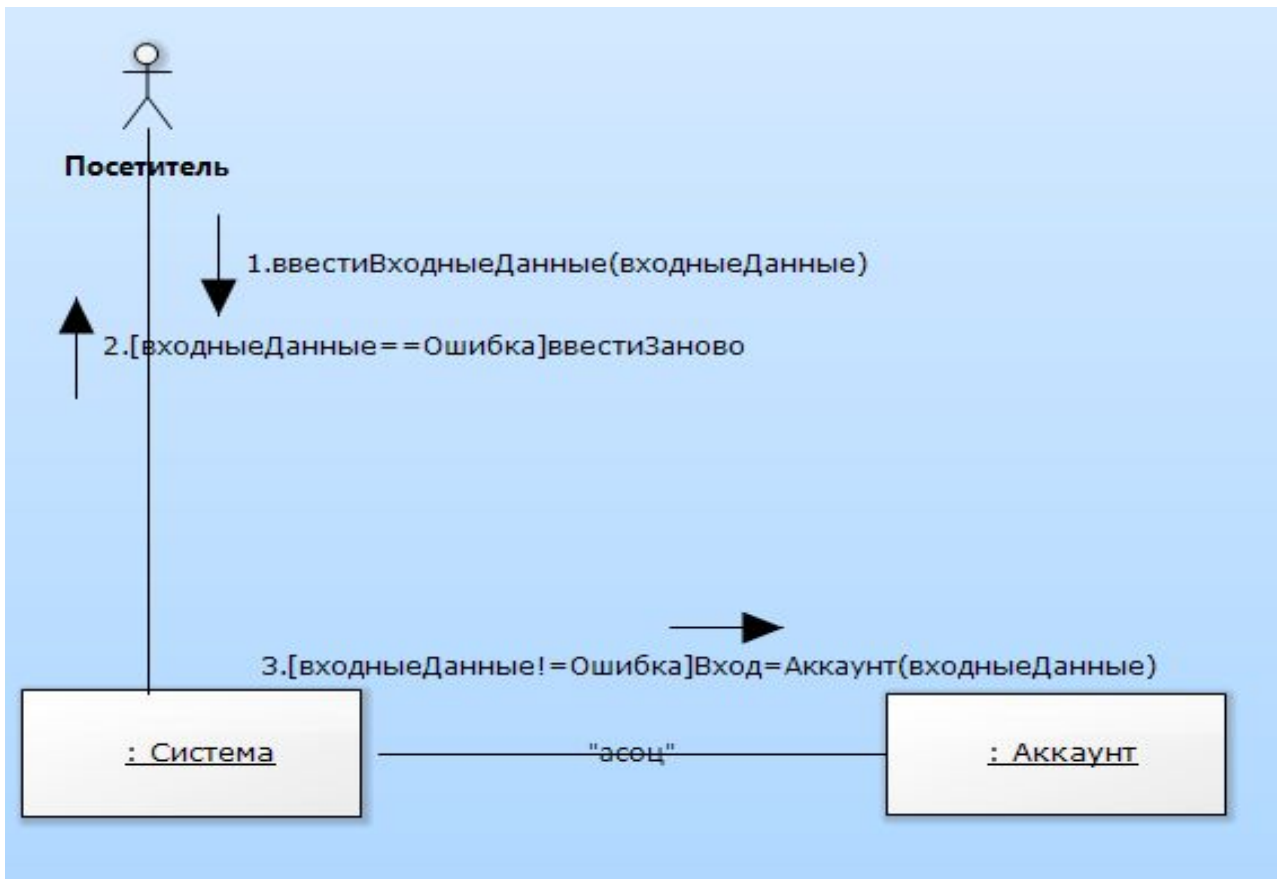 Посетитель
1.ввестиВходныеДанные(входныеДанные)
2.[входныеДанные==Ошибка]ввестиЗаново
3.[входныеДанные!=Ошибка]Вход=Аккаунт(входныеДанные)
: Система
"асоц"
: Аккаунт